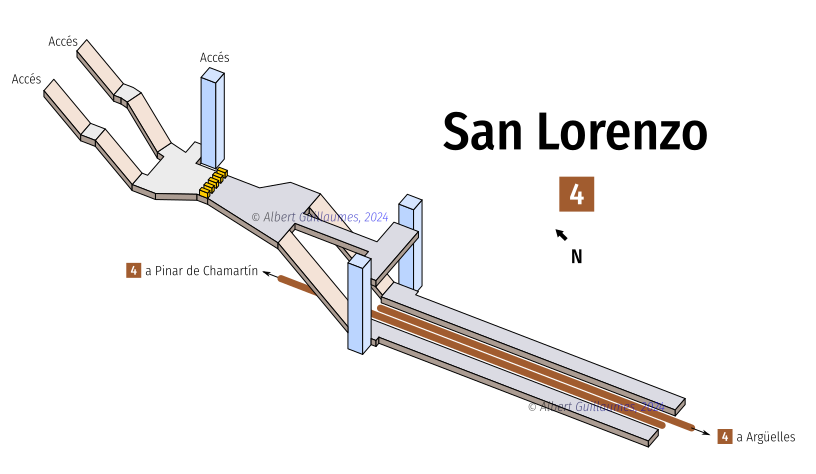 Accés
Accés
Accés
San Lorenzo
4
N
© Albert Guillaumes, 2024
4 a Pinar de Chamartín
© Albert Guillaumes, 2024
4 a Argüelles